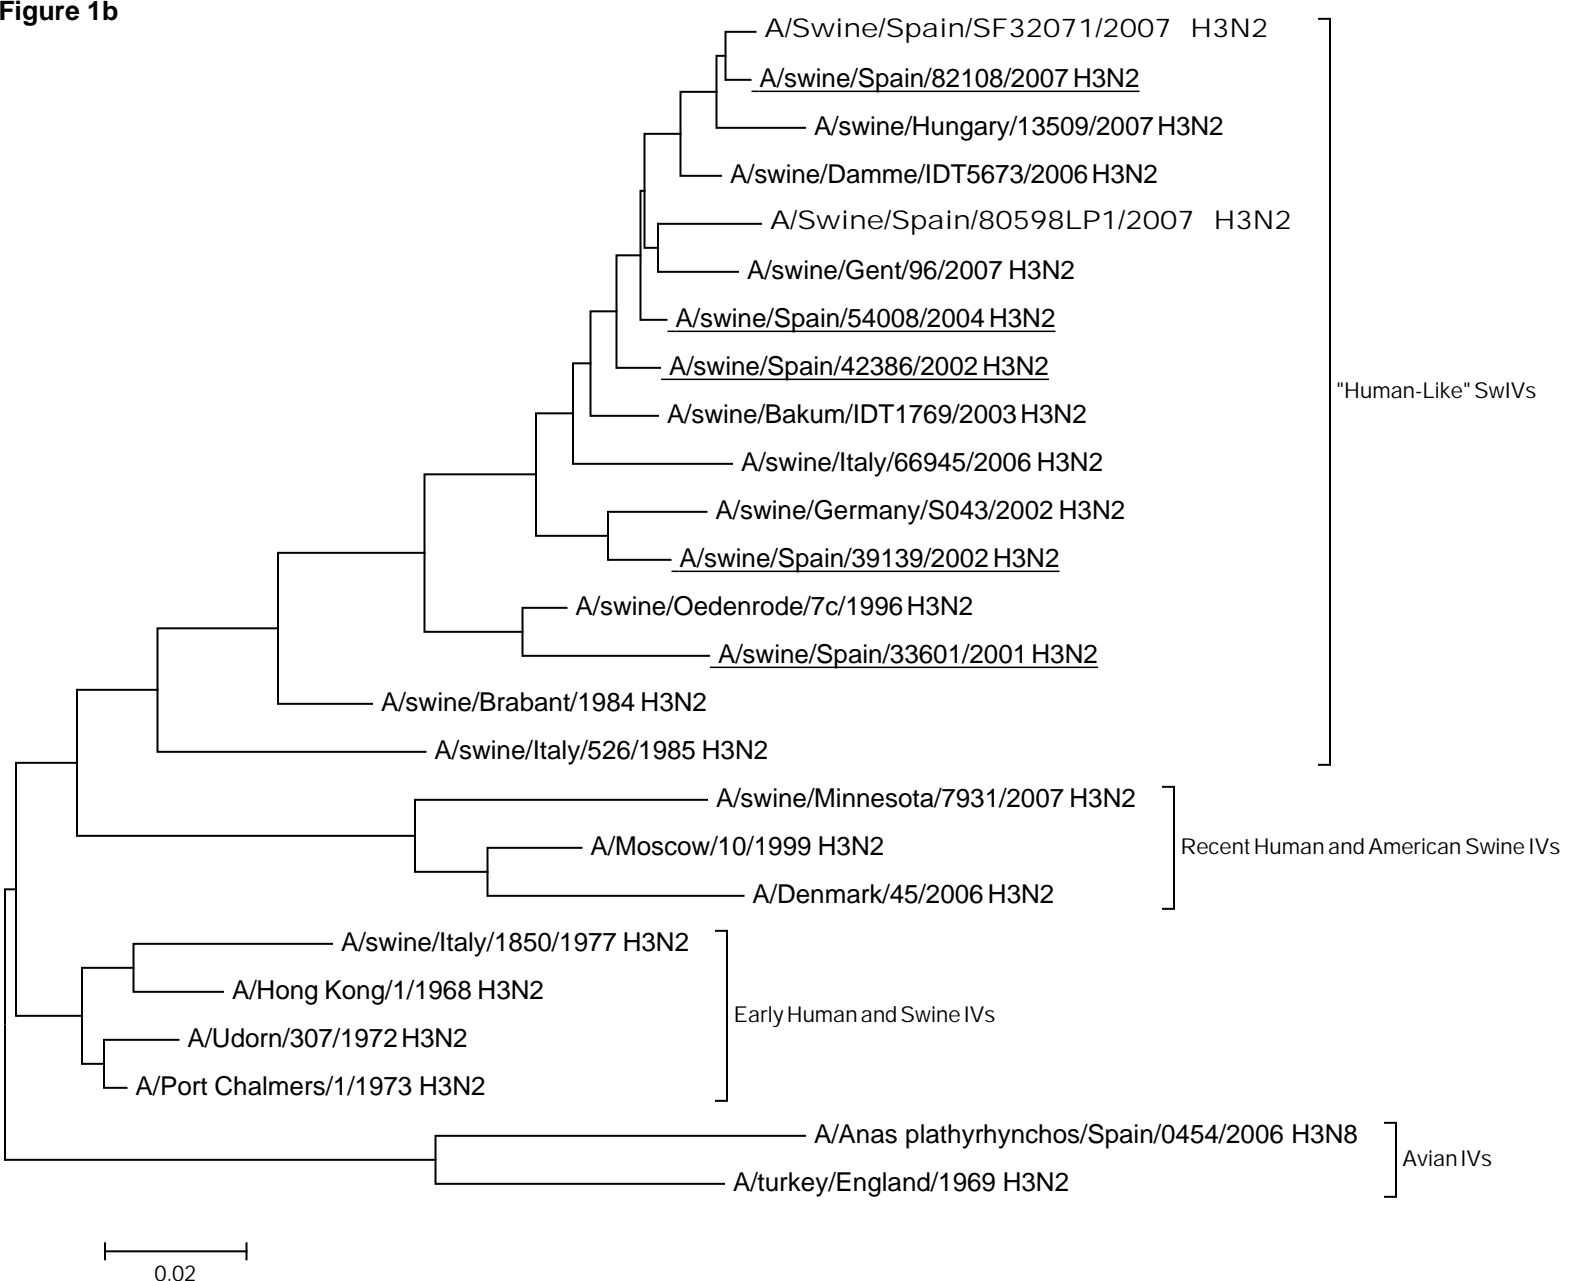 Figure 1b
A/Swine/Spain/SF32071/2007 H3N2
A/swine/Spain/82108/2007 H3N2
A/swine/Hungary/13509/2007 H3N2
A/swine/Damme/IDT5673/2006 H3N2
A/Swine/Spain/80598LP1/2007 H3N2
A/swine/Gent/96/2007 H3N2
A/swine/Spain/54008/2004 H3N2
A/swine/Spain/42386/2002 H3N2
"Human-Like" SwIVs
A/swine/Bakum/IDT1769/2003 H3N2
A/swine/Italy/66945/2006 H3N2
A/swine/Germany/S043/2002 H3N2
A/swine/Spain/39139/2002 H3N2
A/swine/Oedenrode/7c/1996 H3N2
A/swine/Spain/33601/2001 H3N2
A/swine/Brabant/1984 H3N2
A/swine/Italy/526/1985 H3N2
A/swine/Minnesota/7931/2007 H3N2
A/Moscow/10/1999 H3N2
Recent Human and American Swine IVs
A/Denmark/45/2006 H3N2
A/swine/Italy/1850/1977 H3N2
A/Hong Kong/1/1968 H3N2
Early Human and Swine IVs
A/Udorn/307/1972 H3N2
A/Port Chalmers/1/1973 H3N2
A/Anas plathyrhynchos/Spain/0454/2006 H3N8
Avian IVs
A/turkey/England/1969 H3N2
0.02